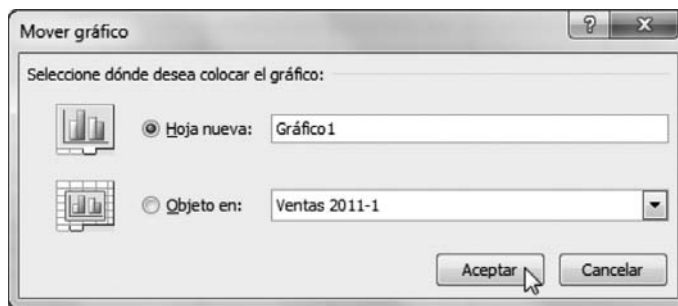 Mover gráfico
Seleccione dónde desea colocar el gráfico:
Hoja nueva: Gráfico1
Objeto en: Ventas 2011-1
Aceptar Cancelar